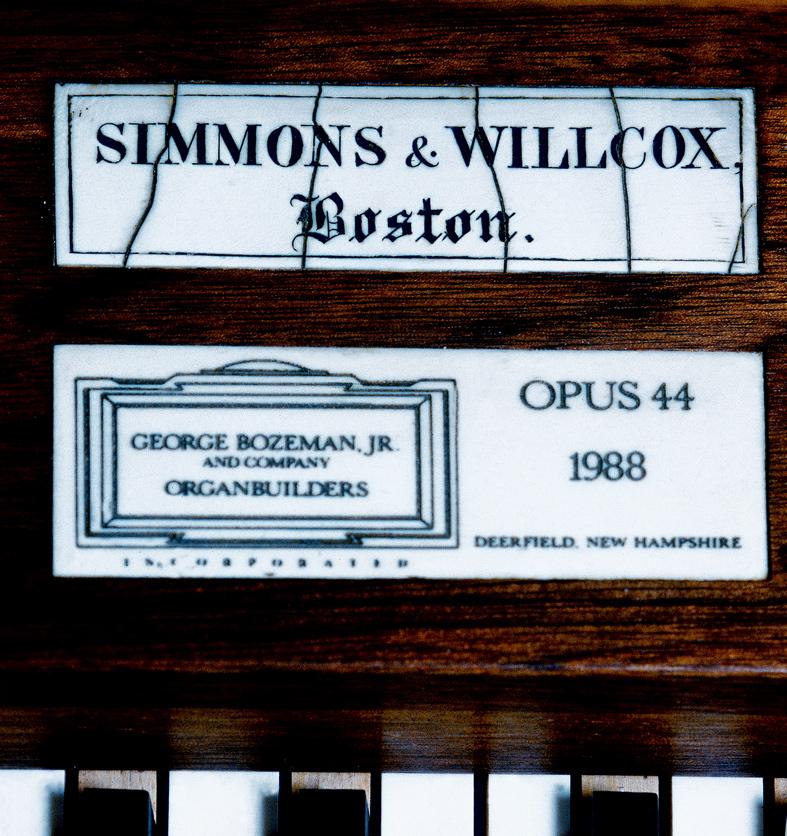 SIMMONS & WILLCOX,
Boston.
GEORGE BOZEMAN, JR.
AND COMPANY
ORGANBUILDERS
INCORPORATED
OPUS 44
1988
DEERFIELD, NEW HAMPSHIRE